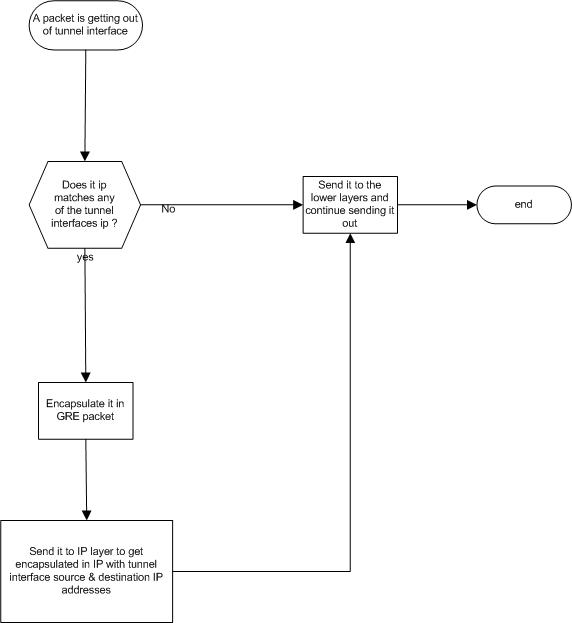 A packet is getting out
of tunnel interface
Does it ip
matches any
of the tunnel
interfaces ip ?
No
Send it to the
lower layers and
continue sending it
out
end
yes
Encapsulate it in
GRE packet
Send it to IP layer to get
encapsulated in IP with tunnel
interface source & destination IP
addresses